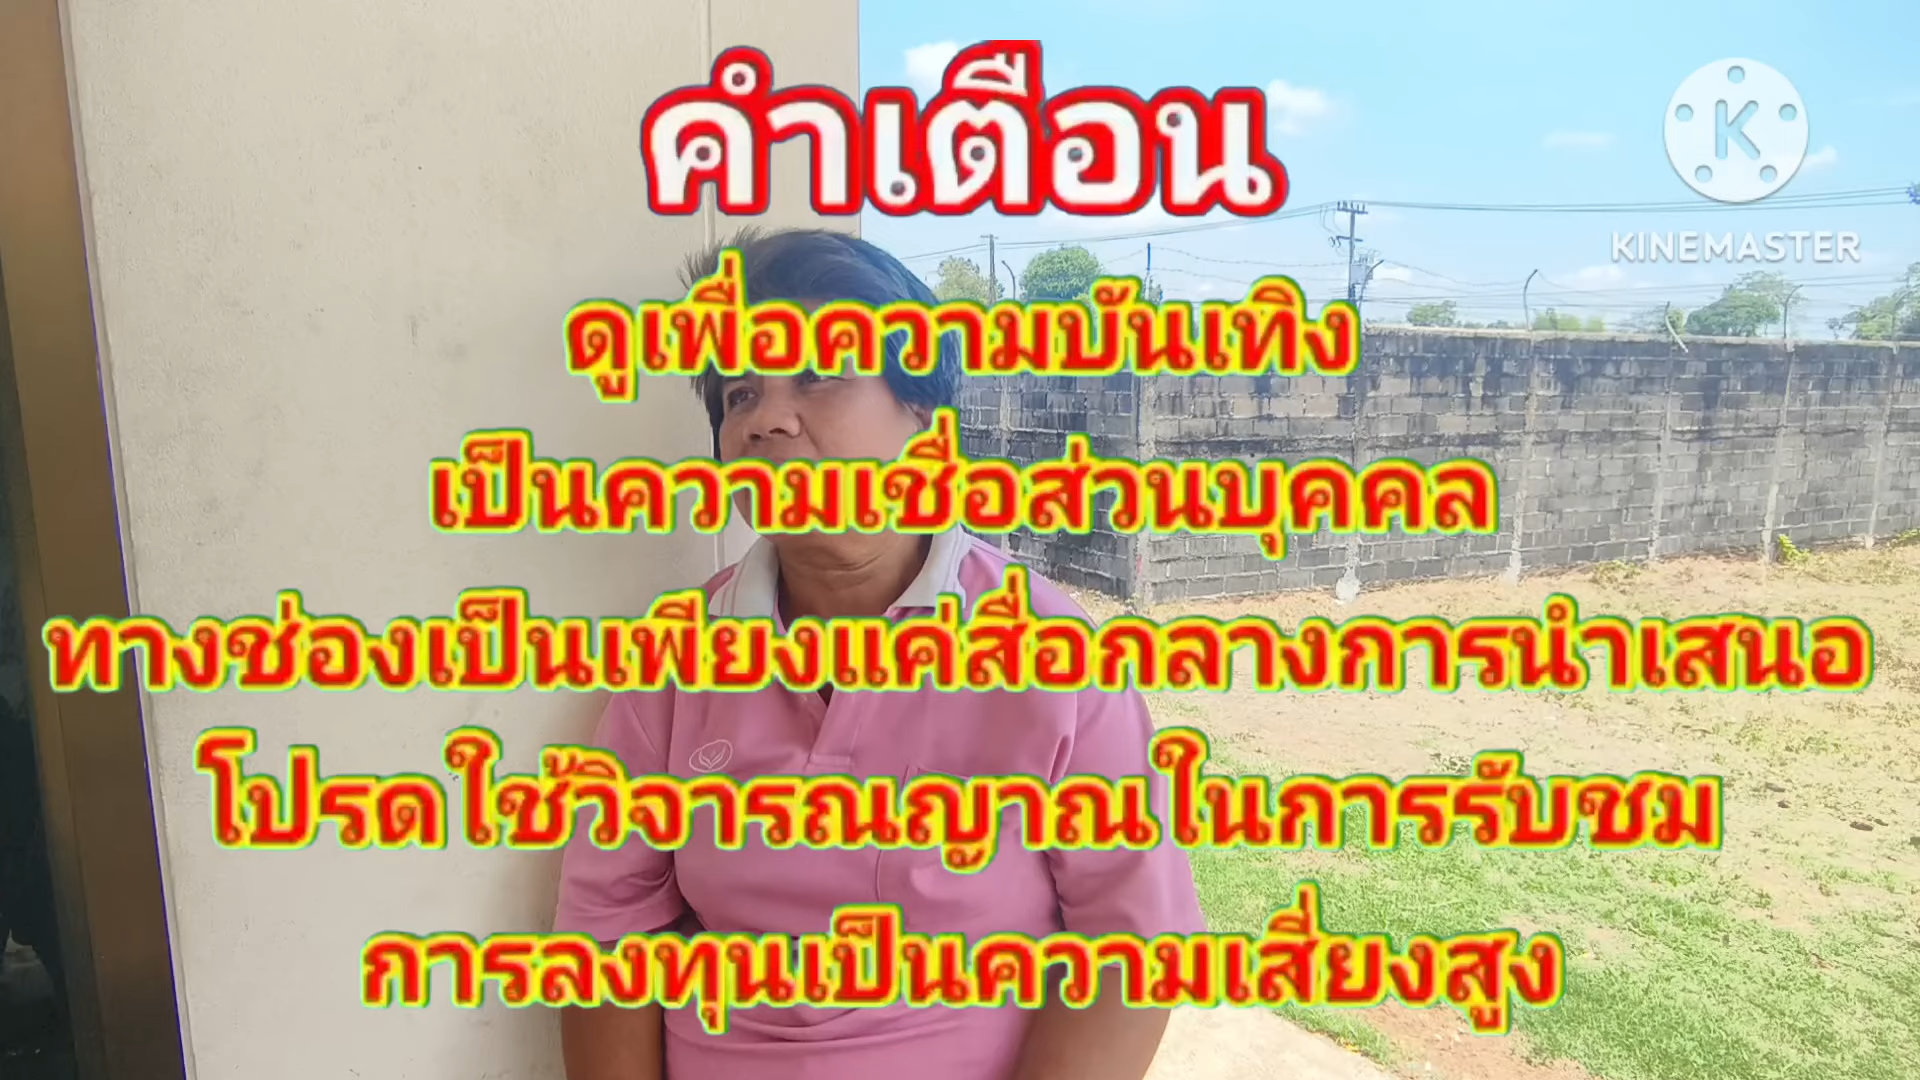 คำเตือน
ดูเพื่อความบันเทิง
เป็นความเชื่อส่วนบุคคล
ทางช่องเป็นเพียงแค่สื่อกลางการนำเสนอ
โปรดใช้วิจารณญาณในการรับชม
การลงทุนเป็นความเสี่ยงสูง
K
KINEMASTER